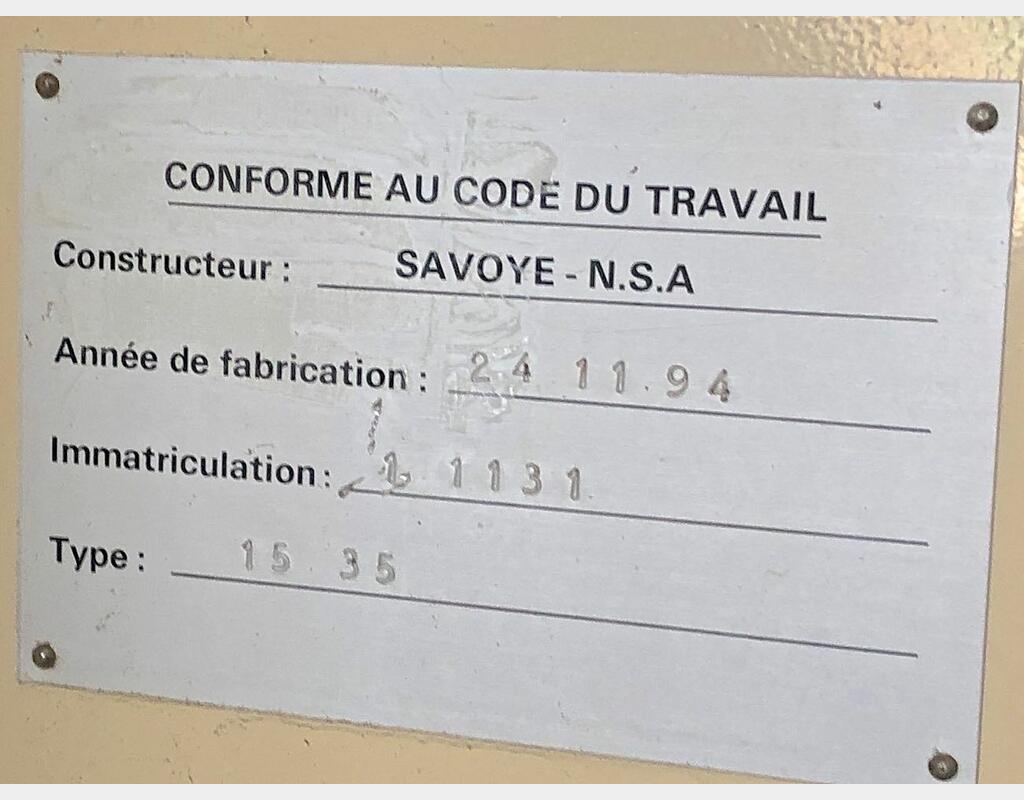 CONFORME AU CODE DU TRAVAIL
Constructeur : SAVOYE - N.S.A
Année de fabrication : 24 11.94
Immatriculation : 1 1131
Type : 15 35